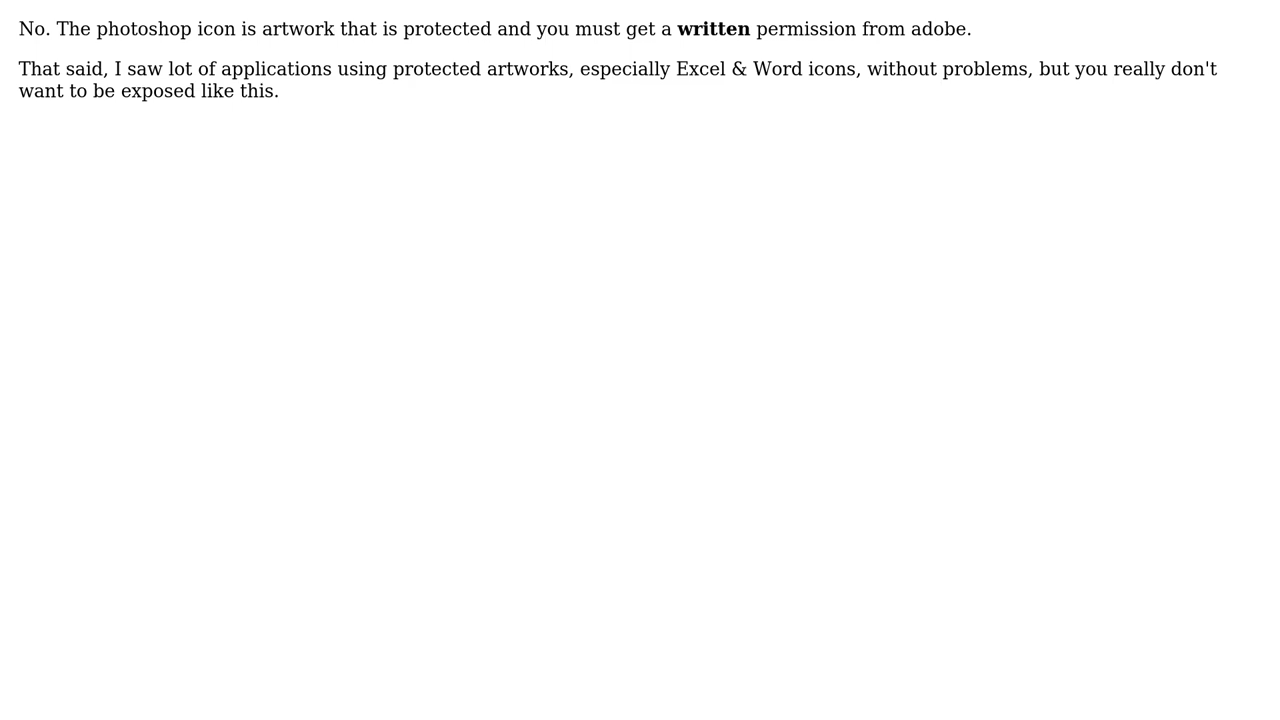 No. The photoshop icon is artwork that is protected and you must get a written permission from adobe.
That said, I saw lot of applications using protected artworks, especially Excel & Word icons, without problems, but you really don't
want to be exposed like this.